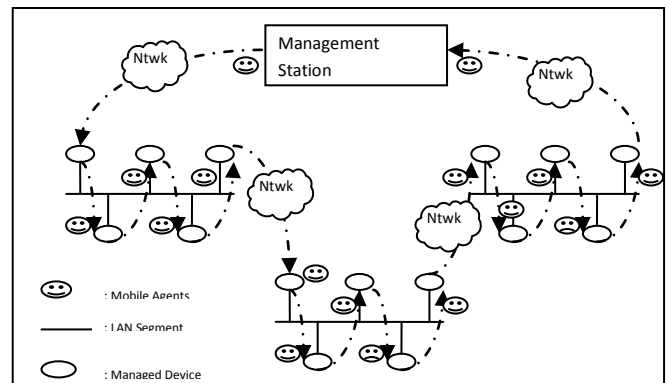 Management
Station
Ntwk
Ntwk
Ntwk
Ntwk
: Mobile Agents
: LAN Segment
: Managed Device